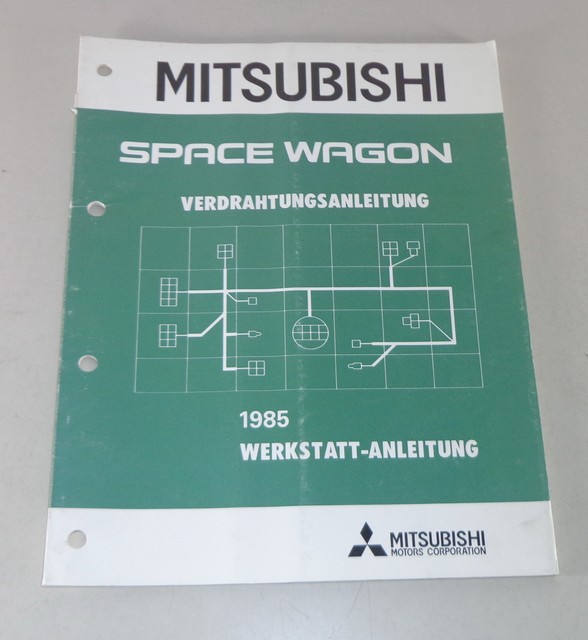 MITSUBISHI
SPACE WAGON
VERDRAHTUNGSANLEITUNG
1985
WERKSTATT-ANLEITUNG
MITSUBISHI
MOTORS CORPORATION